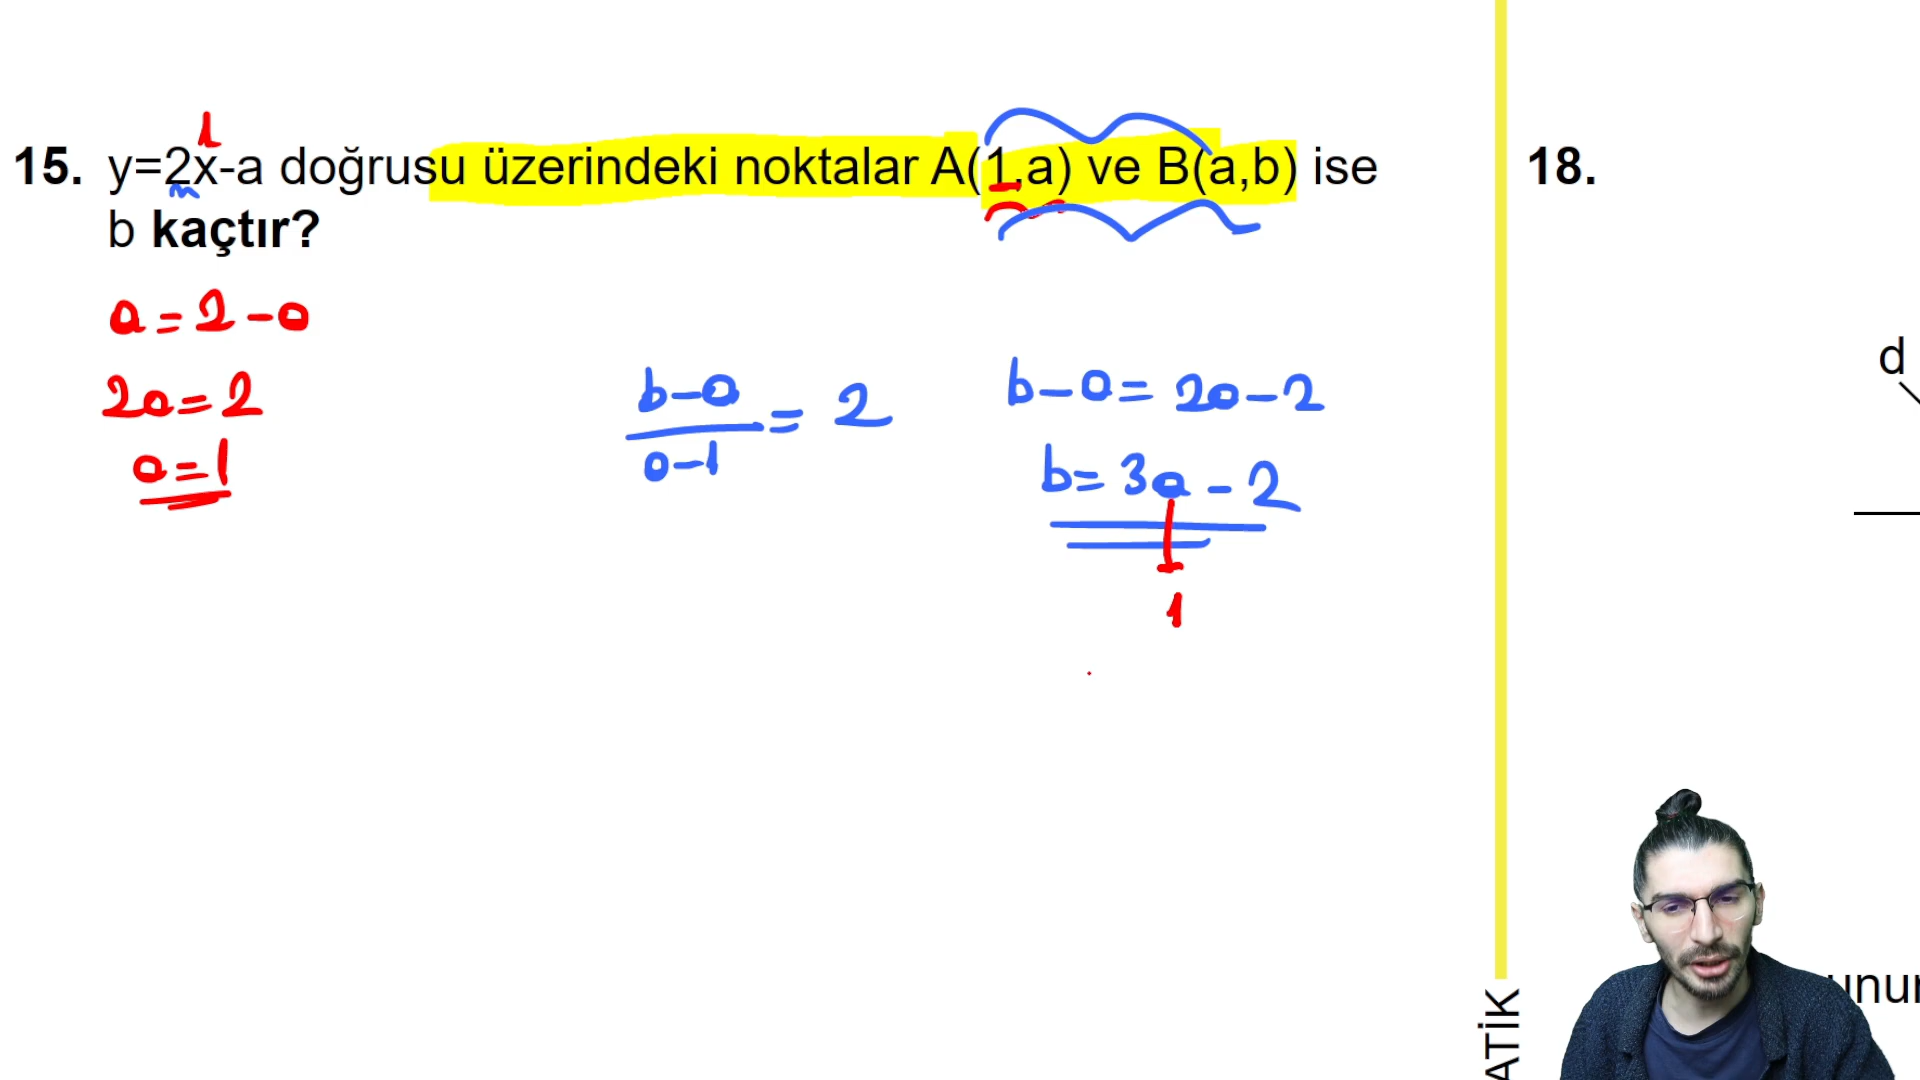 15. y=2x-a doğrusu üzerindeki noktalar A(1,a) ve B(a,b) ise
b kaçtır?
1
m
a = 2 - a
2a = 2
a = 1
b - a / a - 1 = 2
b - a = 2a - 2
b = 3a - 2
1
18.
d
ATİK